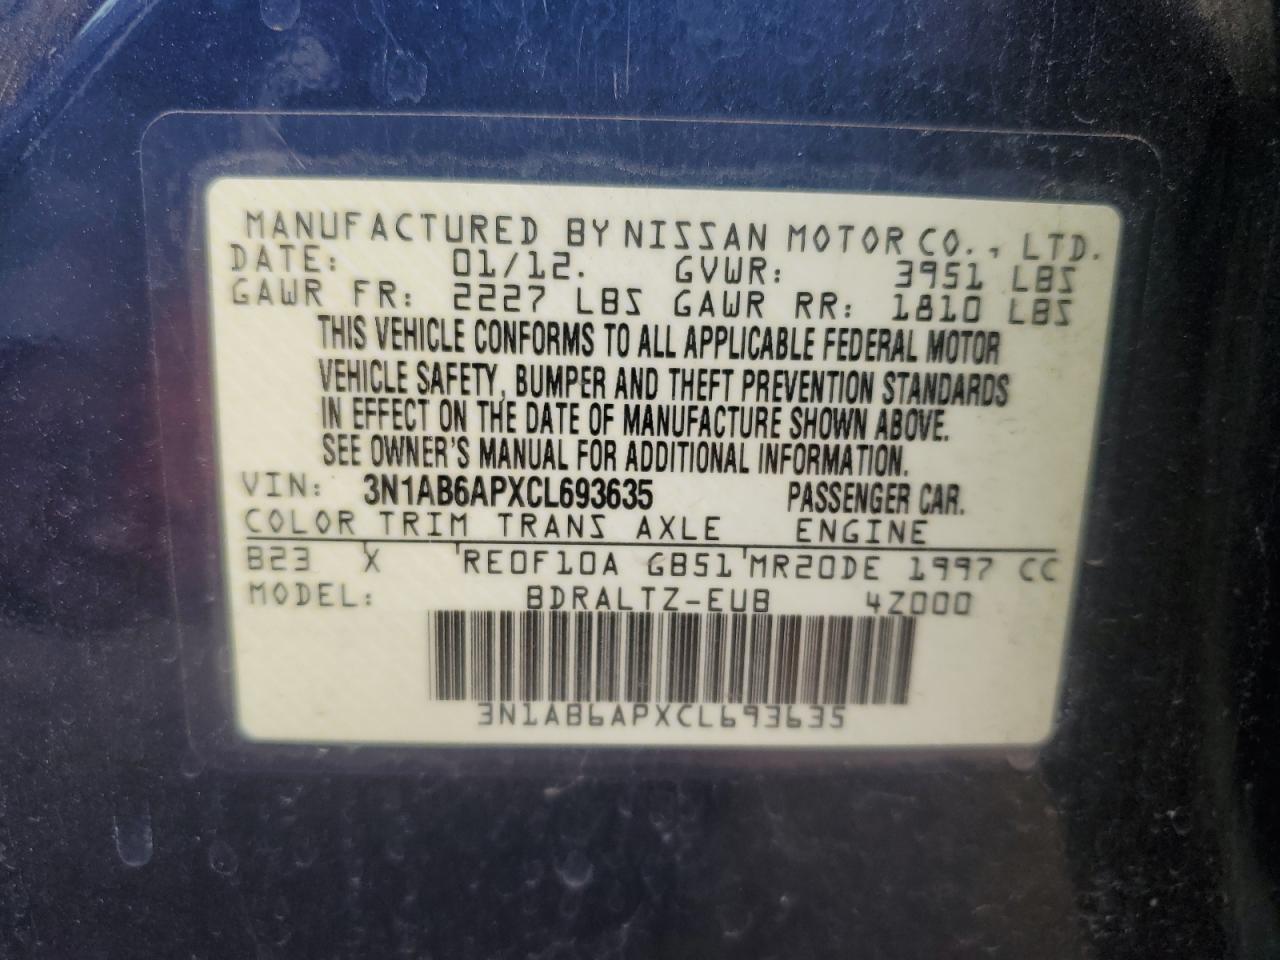 MANUFACTURED BY NISSAN MOTOR CO., LTD.
DATE: 01/12. GVWR: 3951 LBS
GAWR FR: 2227 LBS GAWR RR: 1810 LBS
THIS VEHICLE CONFORMS TO ALL APPLICABLE FEDERAL MOTOR
VEHICLE SAFETY, BUMPER AND THEFT PREVENTION STANDARDS
IN EFFECT ON THE DATE OF MANUFACTURE SHOWN ABOVE.
SEE OWNER'S MANUAL FOR ADDITIONAL INFORMATION.
VIN: 3N1AB6APXCL693635 PASSENGER CAR.
COLOR TRIM TRANS AXLE ENGINE
B23 X RE0F10A GB51 MR20DE 1997 CC
MODEL: BDRALTZ-EUB 4Z000
3N1AB6APXCL693635